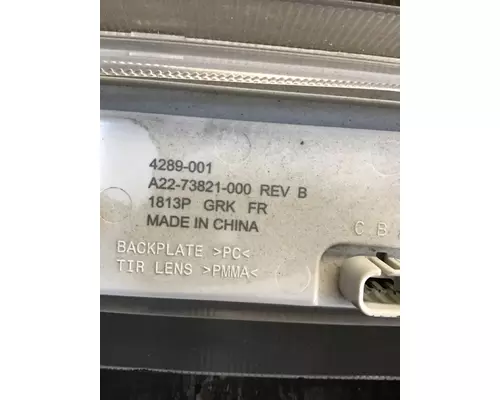 4289-001
A22-73821-000 REV B
1813P GRK FR
MADE IN CHINA
C B
BACKPLATE >PC<
TIR LENS >PMMA<